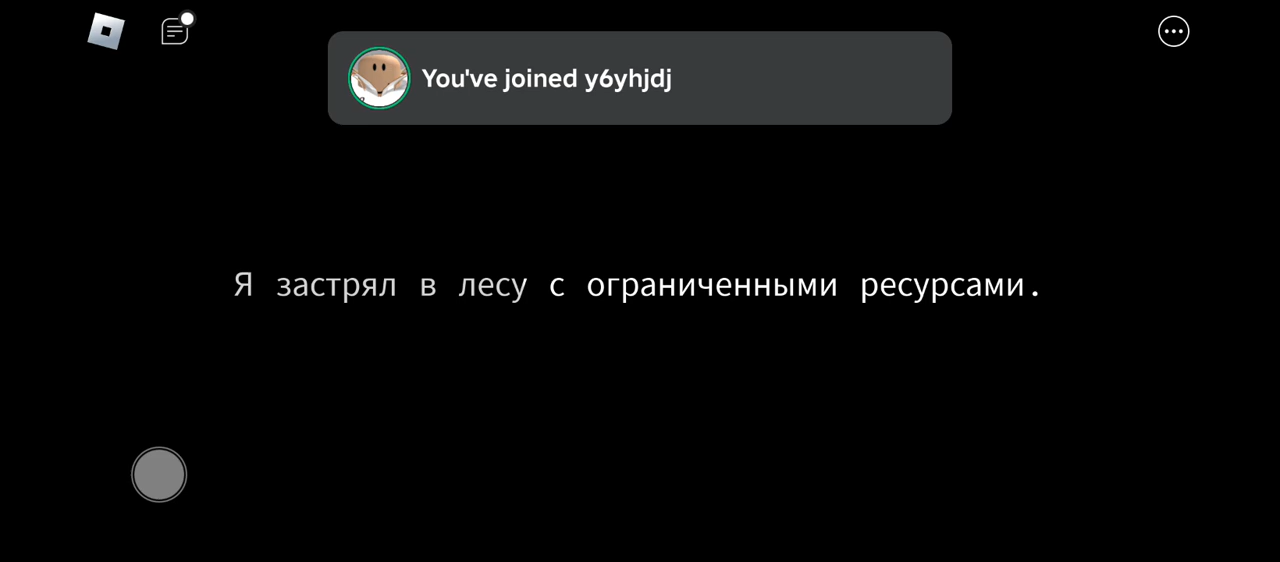 You've joined y6yhjdj
Я застрял в лесу с ограниченными ресурсами.